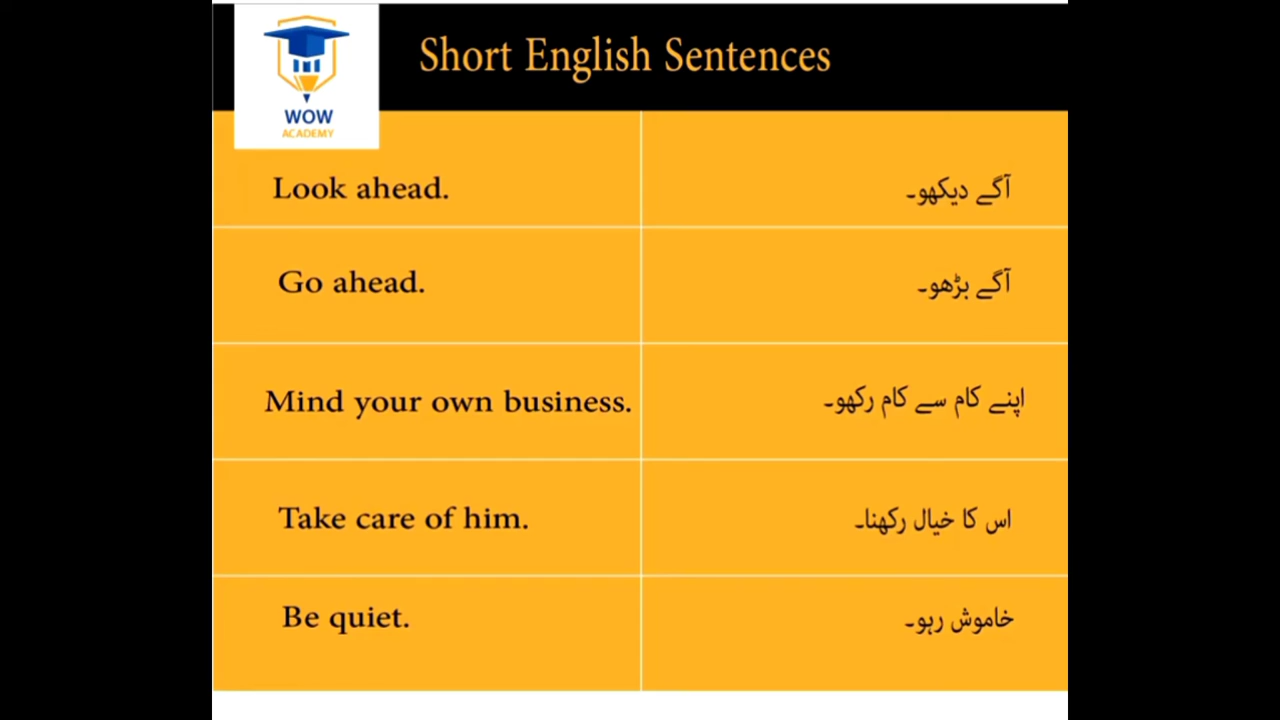 WOW
ACADEMY
Short English Sentences
Look ahead.
آگے دیکھو۔
Go ahead.
آگے بڑھو۔
Mind your own business.
اپنے کام سے کام رکھو۔
Take care of him.
اس کا خیال رکھنا۔
Be quiet.
خاموش رہو۔